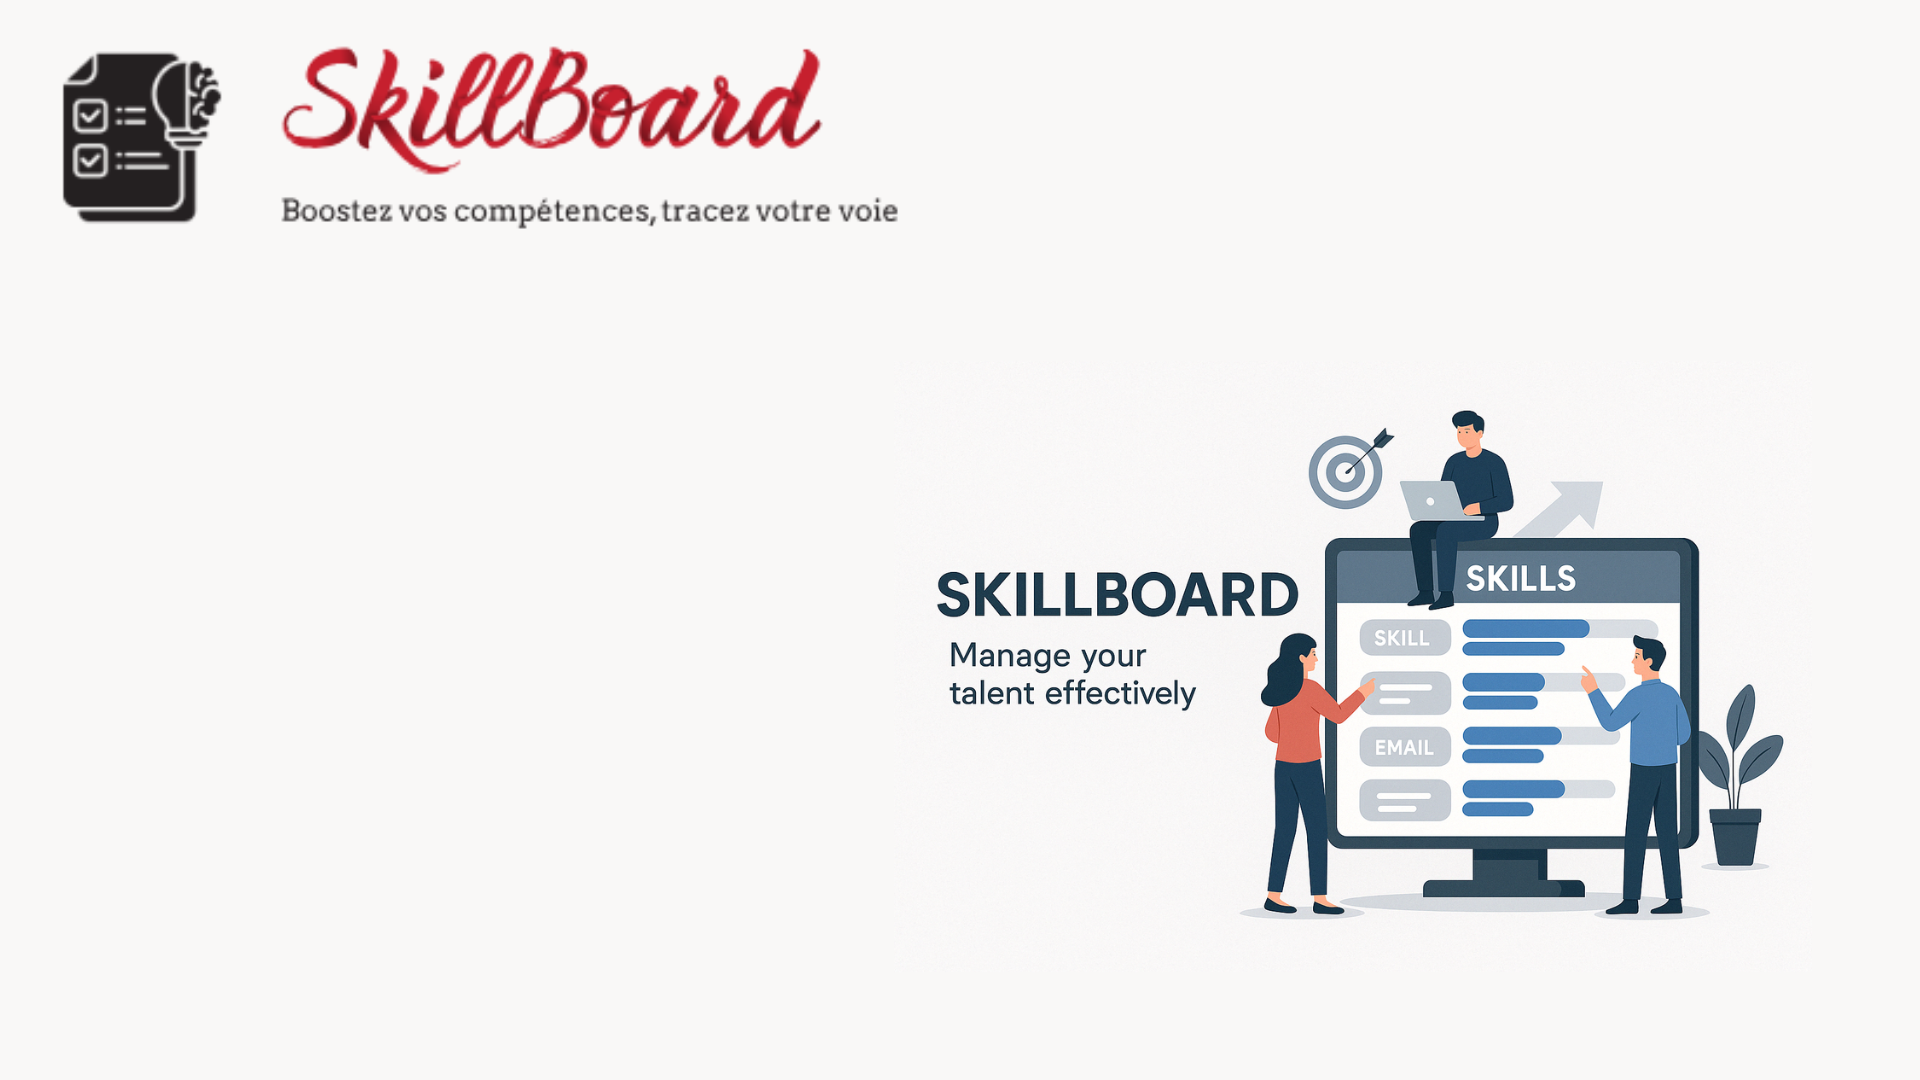 SkillBoard
Boostez vos compétences, tracez votre voie
SKILLBOARD
Manage your
talent effectively
SKILLS
SKILL
EMAIL